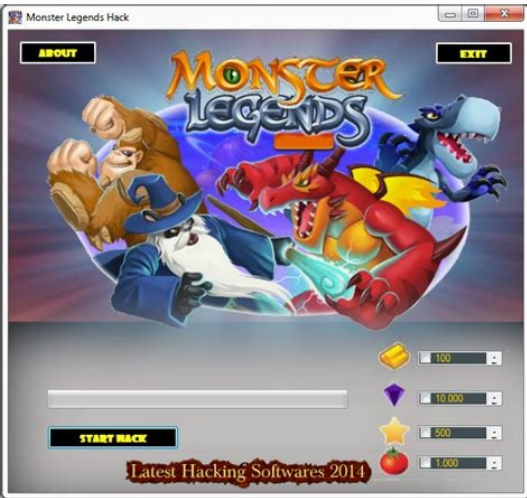 Monster Legends Hack
ABOUT
EXIT
MONSTER
LEGENDS
100
10.000
500
1.000
START HACK
Latest Hacking Softwares 2014